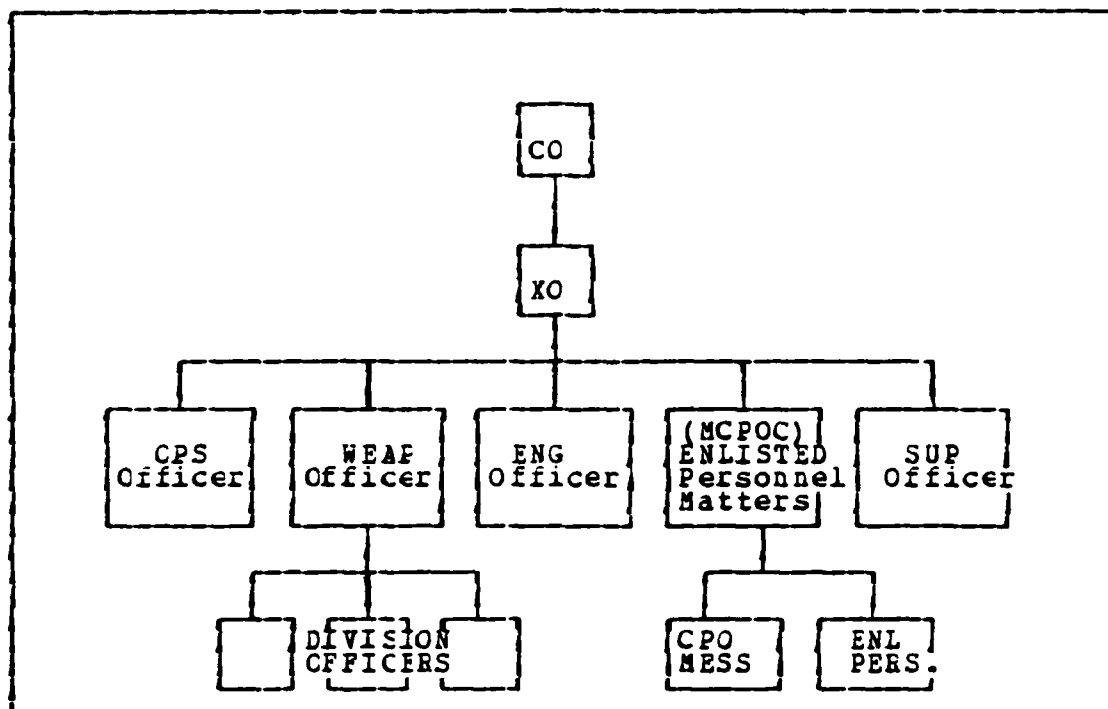 CO
XO
CPS
Officer
WEAP
Officer
ENG
Officer
(MCPOC)
ENLISTED
Personnel
Matters
SUP
Officer
DIVISION
OFFICERS
CPO
MESS
ENL
PERS.